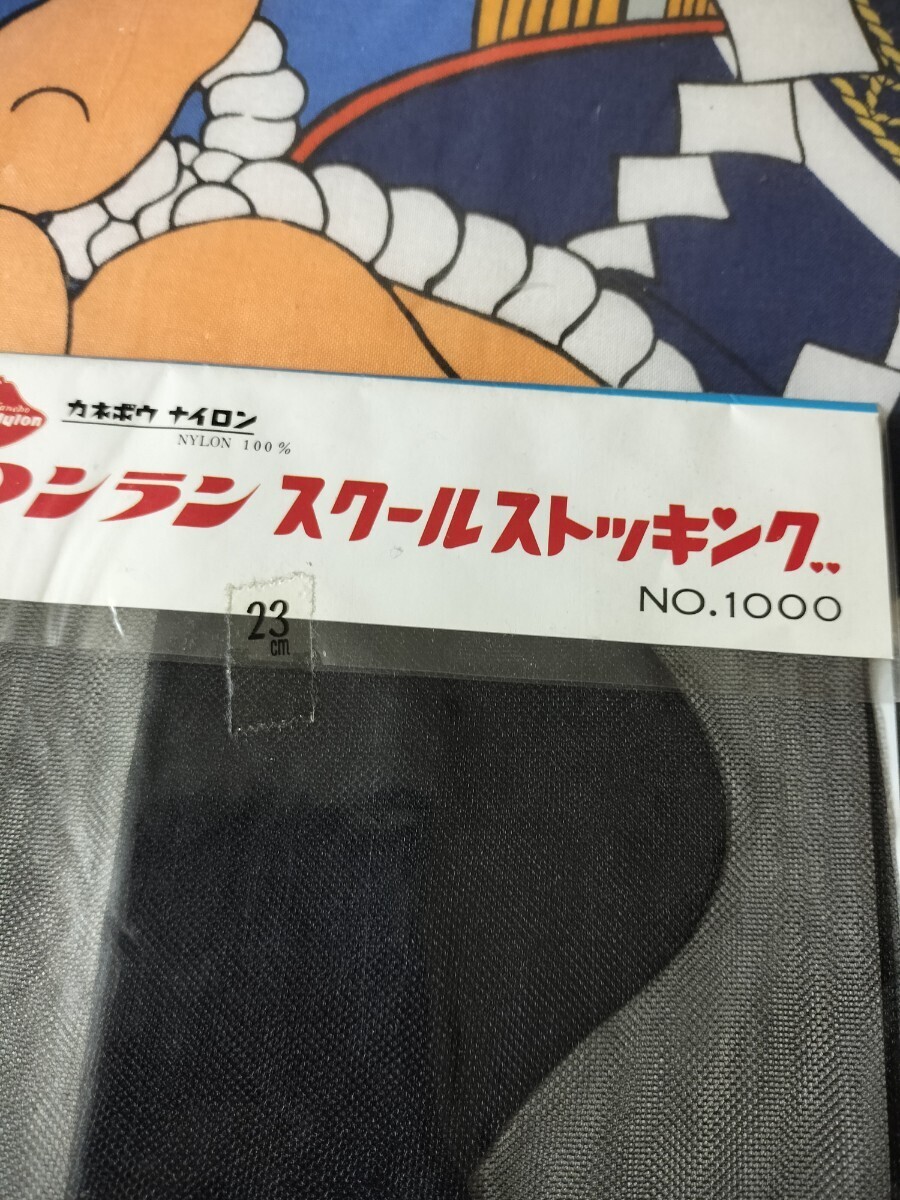 カネボウ ナイロン
NYLON 100%
ンラン スクールストッキング
NO.1000
23
cm